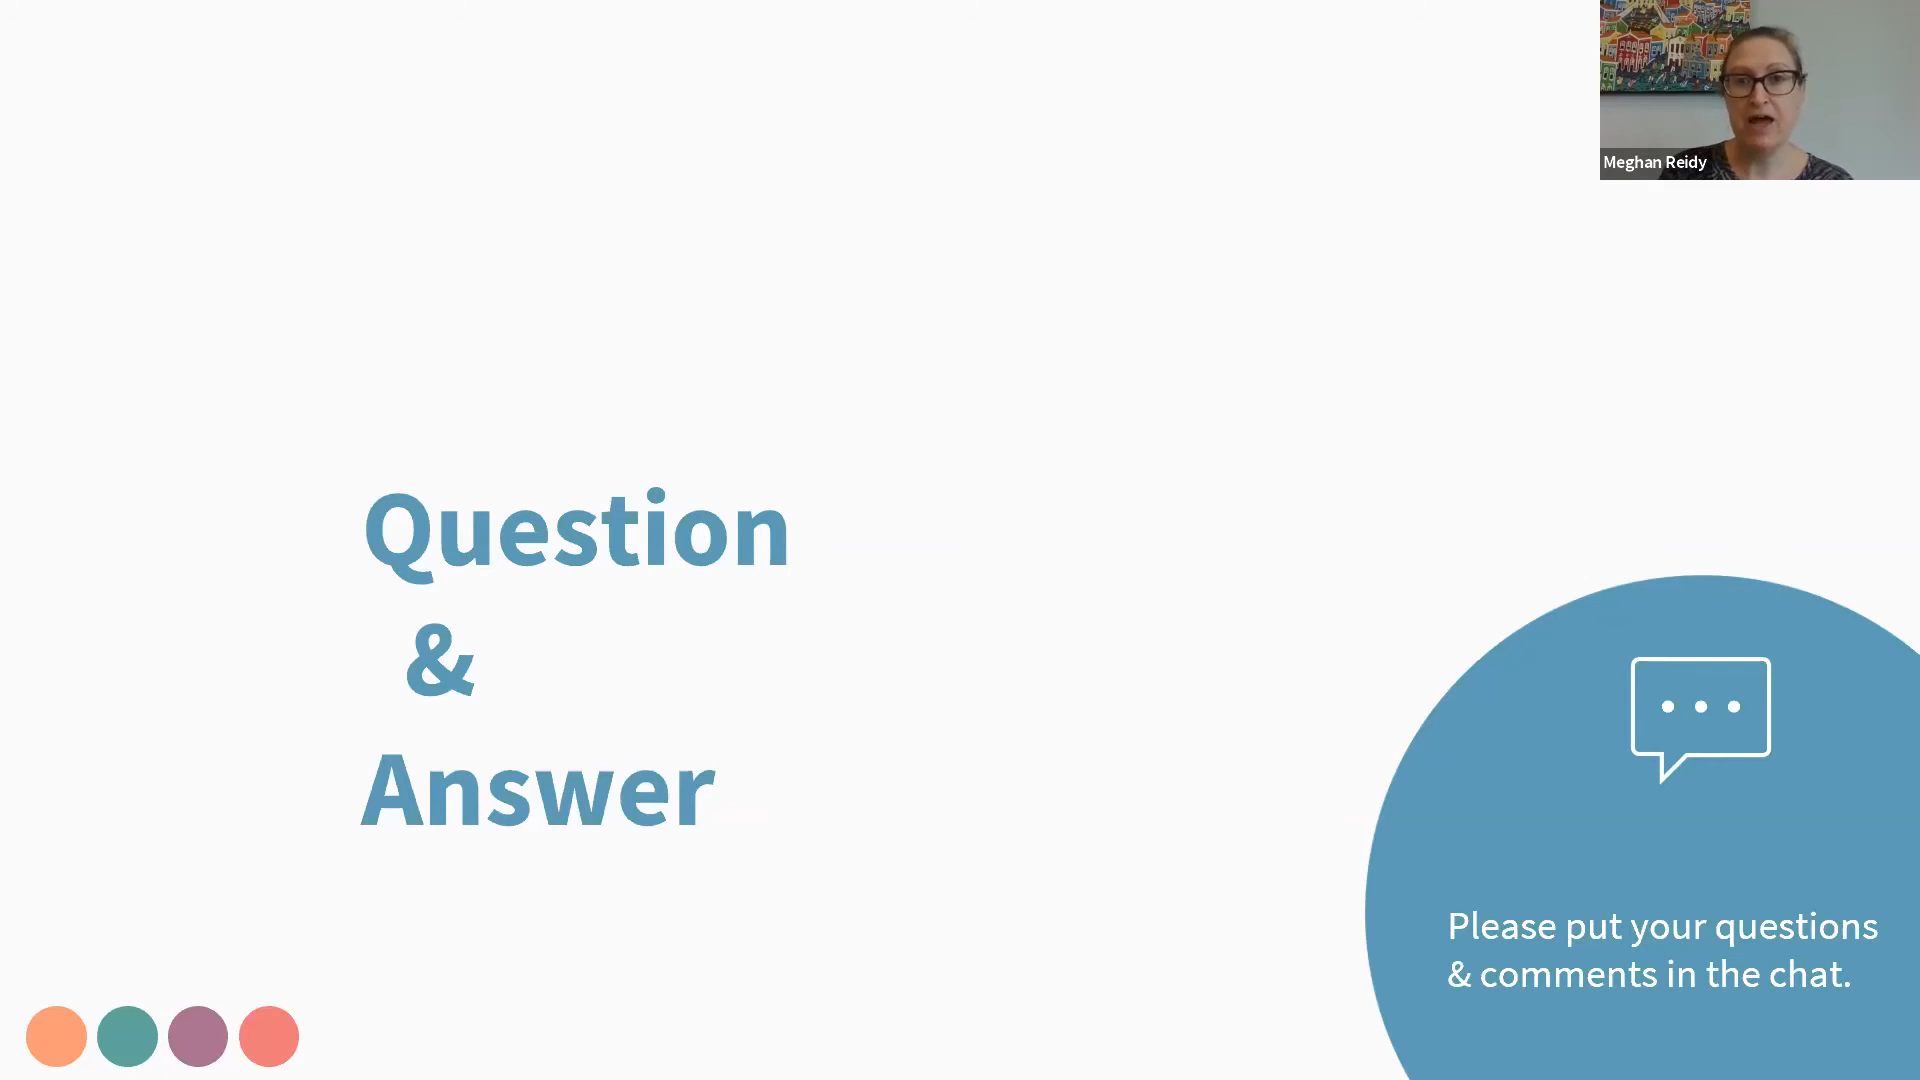 Meghan Reidy
Question
&
Answer
Please put your questions
& comments in the chat.